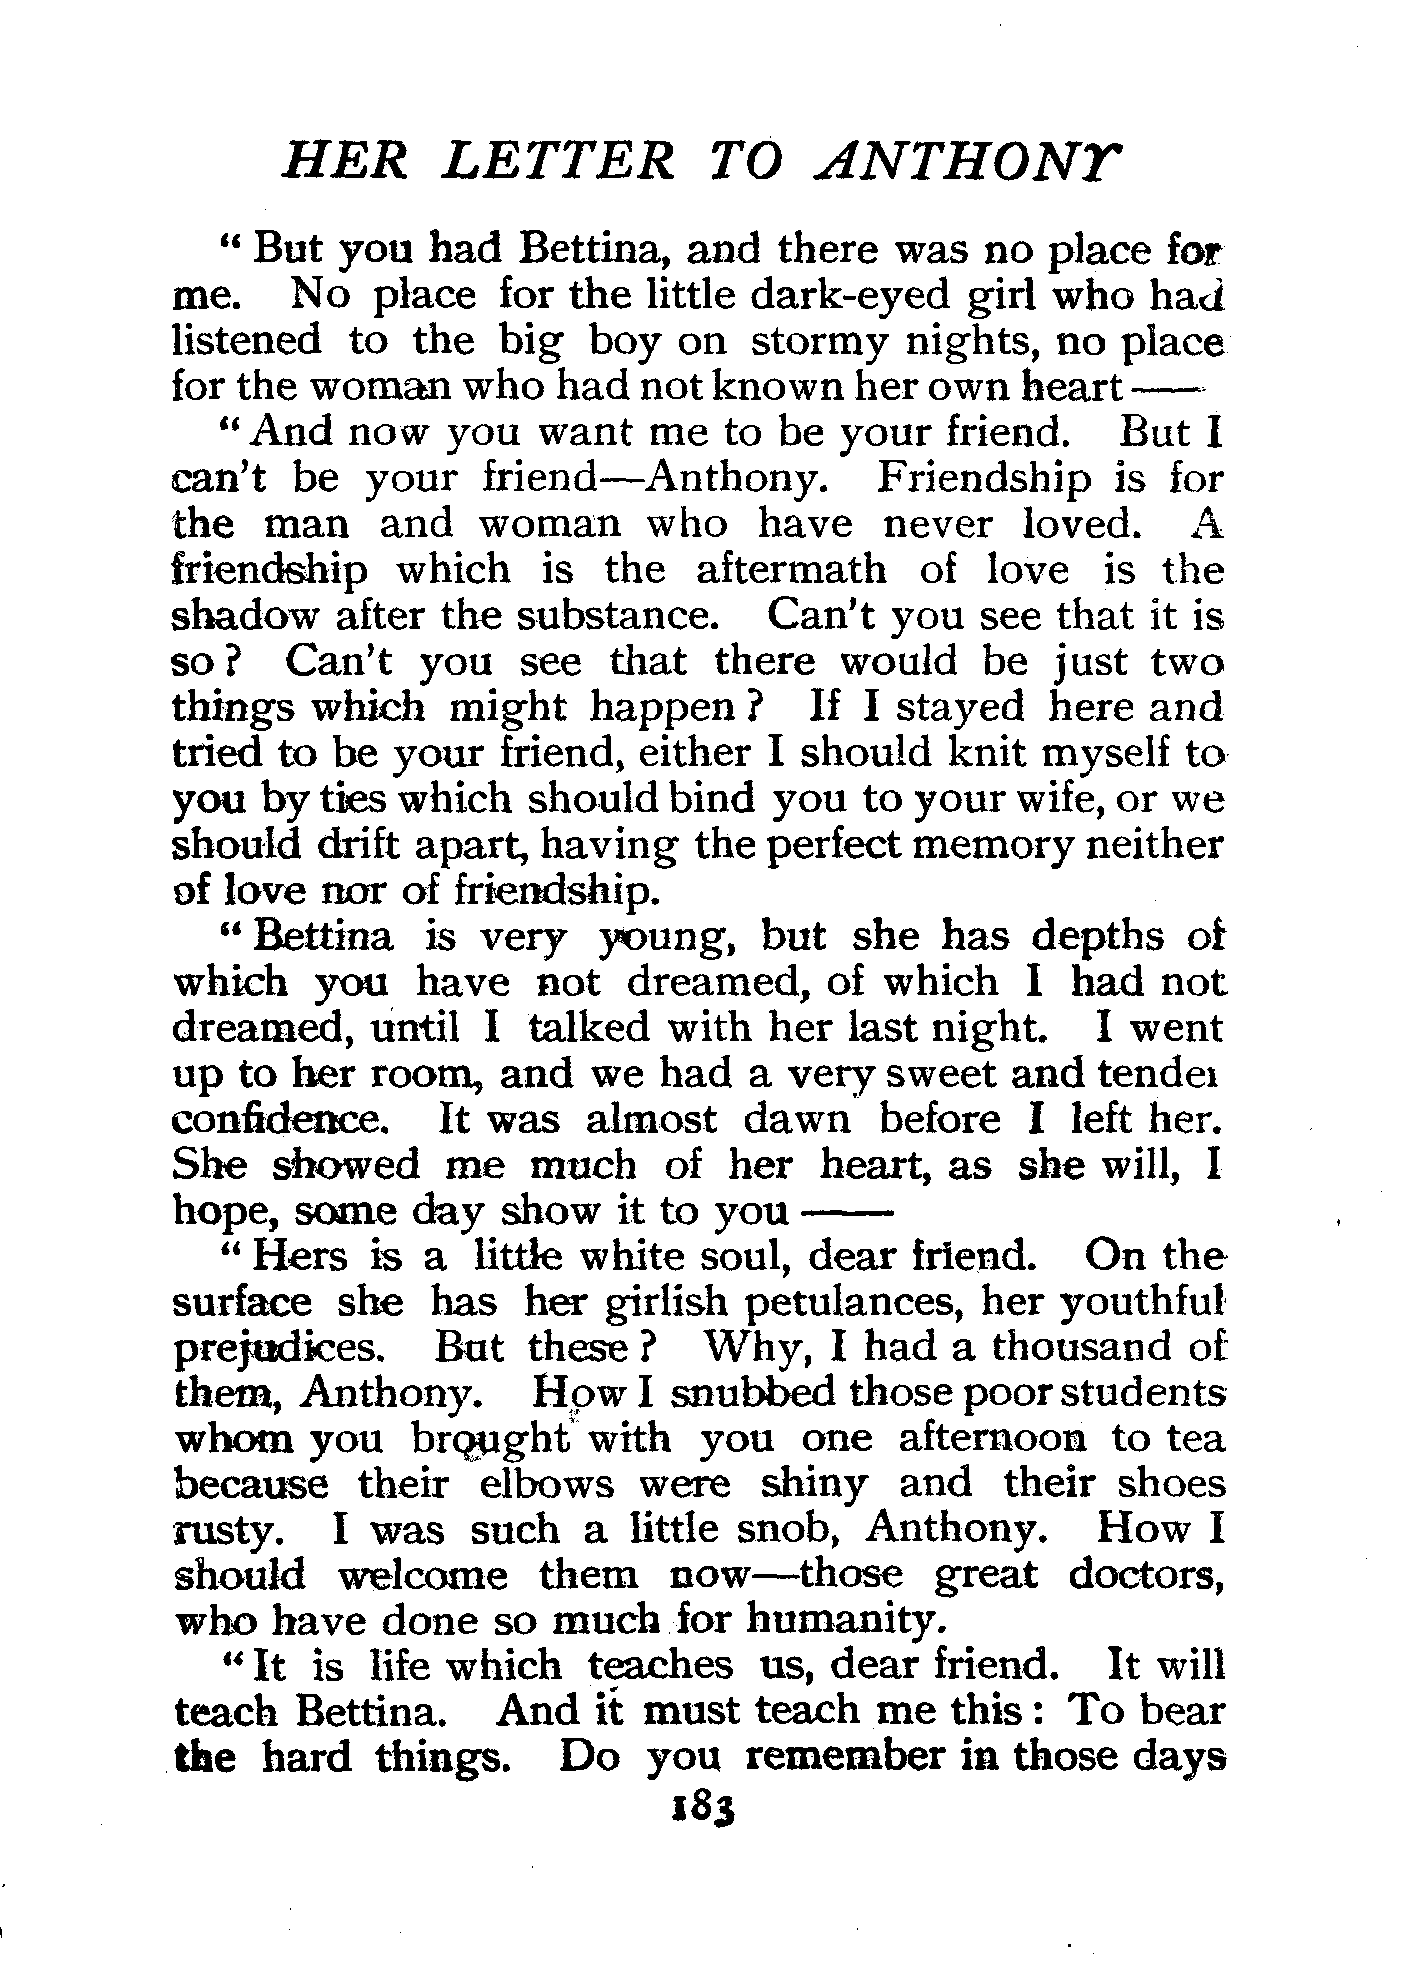 HER LETTER TO ANTHONY
“ But you had Bettina, and there was no place for
me. No place for the little dark-eyed girl who had
listened to the big boy on stormy nights, no place
for the woman who had not known her own heart——
“ And now you want me to be your friend. But I
can't be your friend—Anthony. Friendship is for
the man and woman who have never loved. A
friendship which is the aftermath of love is the
shadow after the substance. Can't you see that it is
so ? Can't you see that there would be just two
things which might happen ? If I stayed here and
tried to be your friend, either I should knit myself to
you by ties which should bind you to your wife, or we
should drift apart, having the perfect memory neither
of love nor of friendship.
“ Bettina is very young, but she has depths of
which you have not dreamed, of which I had not
dreamed, until I talked with her last night. I went
up to her room, and we had a very sweet and tender
confidence. It was almost dawn before I left her.
She showed me much of her heart, as she will, I
hope, some day show it to you——
“ Hers is a little white soul, dear friend. On the
surface she has her girlish petulances, her youthful
prejudices. But these ? Why, I had a thousand of
them, Anthony. How I snubbed those poor students
whom you brought with you one afternoon to tea
because their elbows were shiny and their shoes
rusty. I was such a little snob, Anthony. How I
should welcome them now—those great doctors,
who have done so much for humanity.
“ It is life which teaches us, dear friend. It will
teach Bettina. And it must teach me this : To bear
the hard things. Do you remember in those days
183